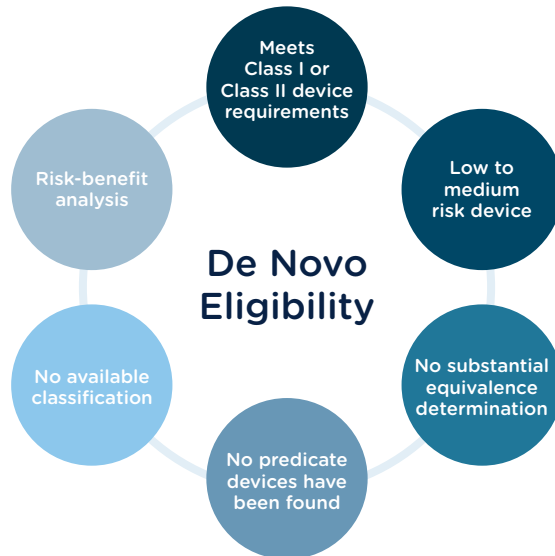 Meets
Class I or
Class II device
requirements
Low to
medium
risk device
No substantial
equivalence
determination
No predicate
devices have
been found
No available
classification
Risk-benefit
analysis
De Novo
Eligibility